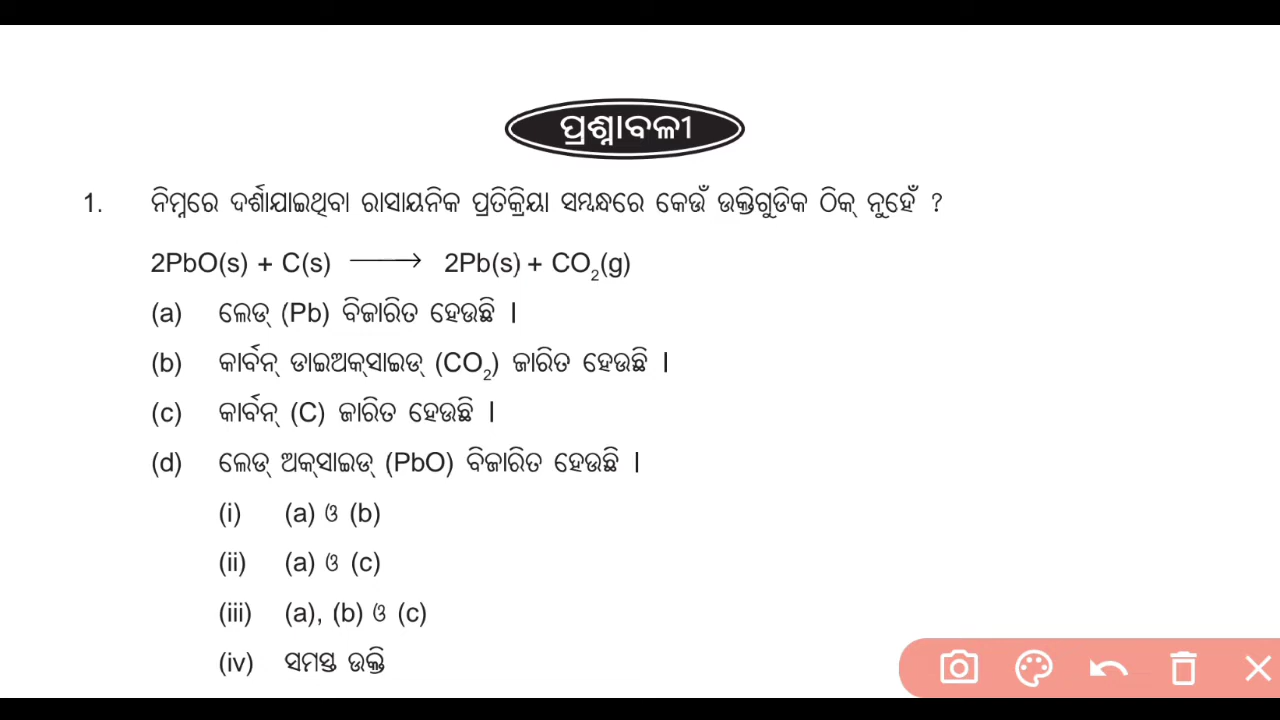 ପ୍ରଶ୍ନାବଳୀ
1. ନିମ୍ନରେ ଦର୍ଶାଯାଇଥିବା ରାସାୟନିକ ପ୍ରତିକ୍ରିୟା ସମ୍ବନ୍ଧରେ କେଉଁ ଉକ୍ତିଗୁଡିକ ଠିକ୍ ନୁହେଁ ?
2PbO(s) + C(s) ⟶ 2Pb(s) + CO₂(g)
(a) ଲେଡ୍ (Pb) ବିଜାରିତ ହେଉଛି ।
(b) କାର୍ବନ୍ ଡାଇଅକ୍‌ସାଇଡ୍ (CO₂) ଜାରିତ ହେଉଛି ।
(c) କାର୍ବନ୍ (C) ଜାରିତ ହେଉଛି ।
(d) ଲେଡ୍ ଅକ୍‌ସାଇଡ୍ (PbO) ବିଜାରିତ ହେଉଛି ।
(i) (a) ଓ (b)
(ii) (a) ଓ (c)
(iii) (a), (b) ଓ (c)
(iv) ସମସ୍ତ ଉକ୍ତି